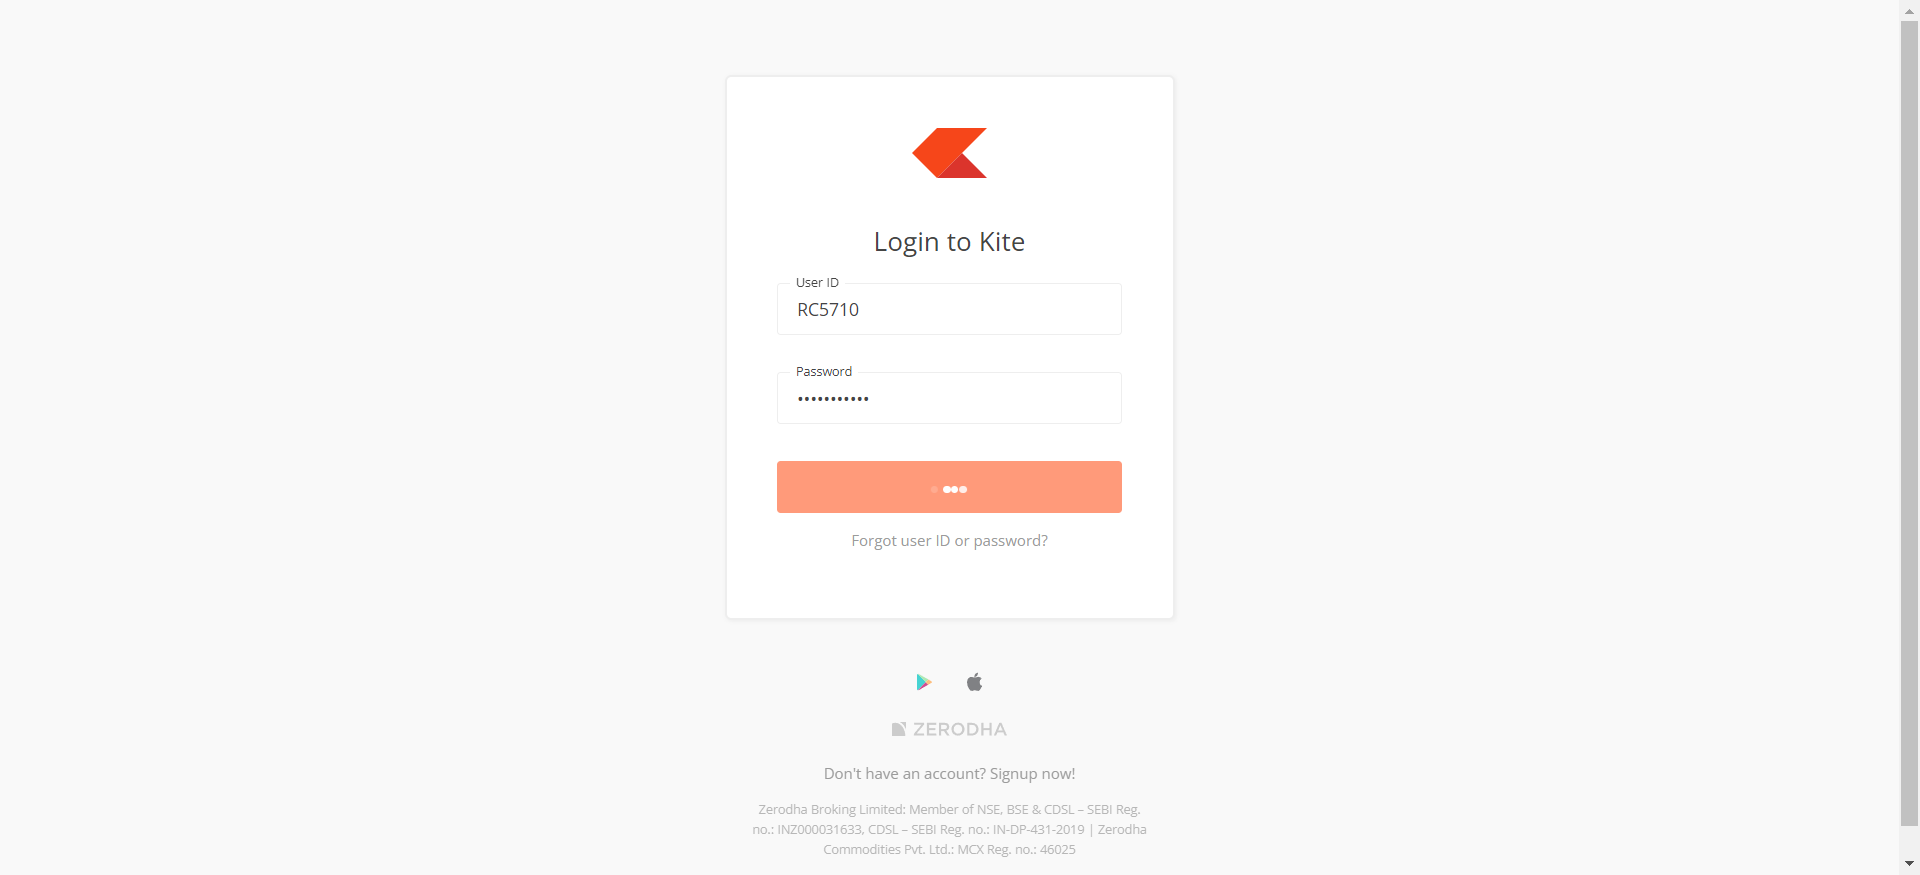 Login to Kite
User ID
RC5710
Password
•••••••••••
Forgot user ID or password?
ZERODHA
Don't have an account? Signup now!
Zerodha Broking Limited: Member of NSE, BSE & CDSL – SEBI Reg.
no.: INZ000031633, CDSL – SEBI Reg. no.: IN-DP-431-2019 | Zerodha
Commodities Pvt. Ltd.: MCX Reg. no.: 46025